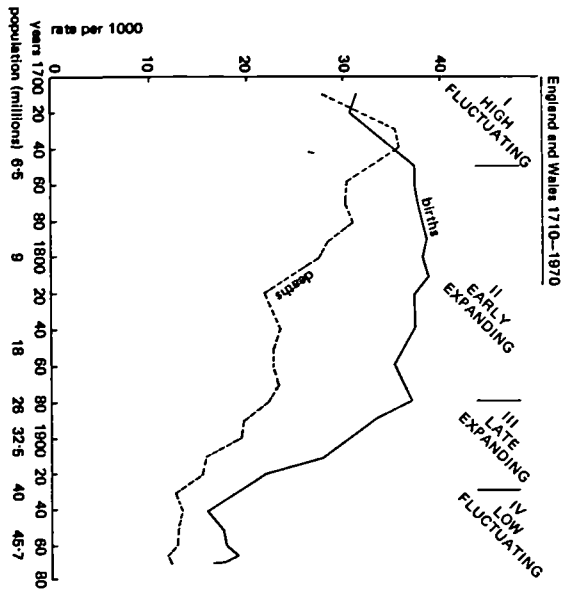 England and Wales 1710—1970
I
HIGH
FLUCTUATING
II
EARLY
EXPANDING
III
LATE
EXPANDING
IV
LOW
FLUCTUATING
rate per 1000
40
30
20
10
0
births
deaths
years 1700 20 40 60 80 1800 20 40 60 80 1900 20 40 60 80
population (millions) 6·5 9 18 26 32·5 40 45·7